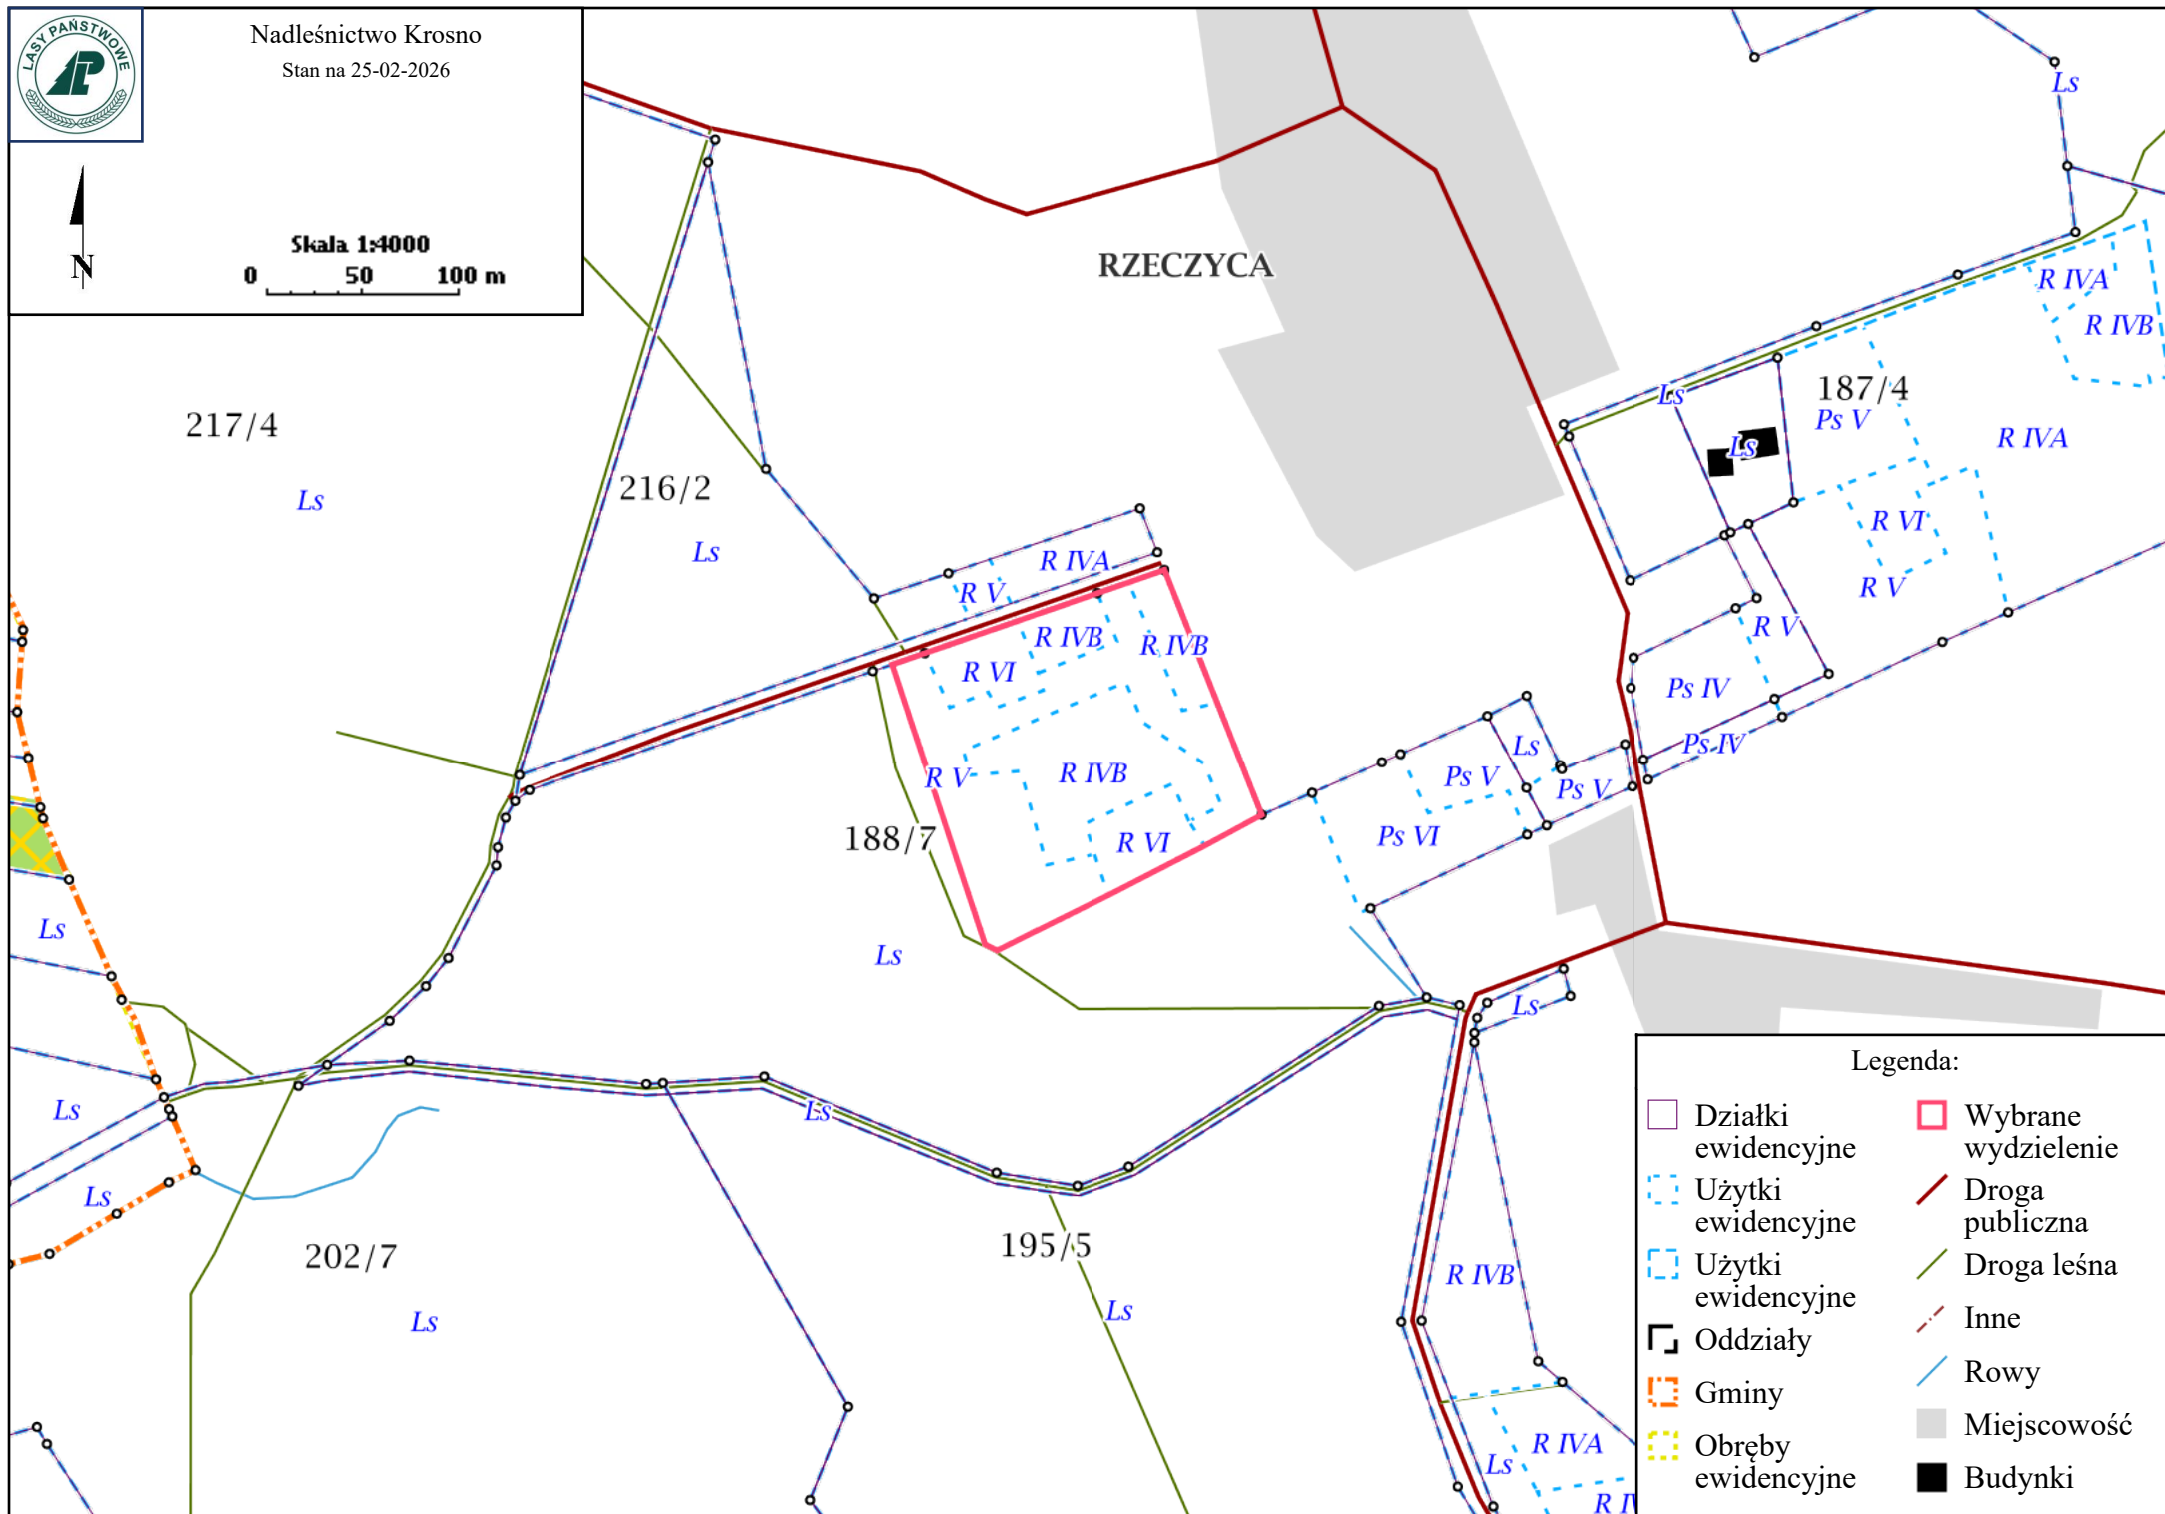 LASY PAŃSTWOWE
Nadleśnictwo Krosno
Stan na 25-02-2026
N
Skala 1:4000
0 50 100 m
RZECZYCA
Ls
R IVA
R IVB
187/4
Ls
Ps V
Ls
R IVA
217/4
Ls
216/2
Ls
R VI
R IVA
R V
R V
R IVB
R IVB
R V
R VI
Ps IV
Ps IV
Ls
R V
R IVB
Ps V
Ps V
188/7
R VI
Ps VI
Ls
Ls
Ls
Ls
Ls
Ls
202/7
195/5
R IVB
Ls
Ls
R IVA
Ls
R IV
Legenda:
Działki
ewidencyjne
Użytki
ewidencyjne
Użytki
ewidencyjne
Oddziały
Gminy
Obręby
ewidencyjne
Wybrane
wydzielenie
Droga
publiczna
Droga leśna
Inne
Rowy
Miejscowość
Budynki